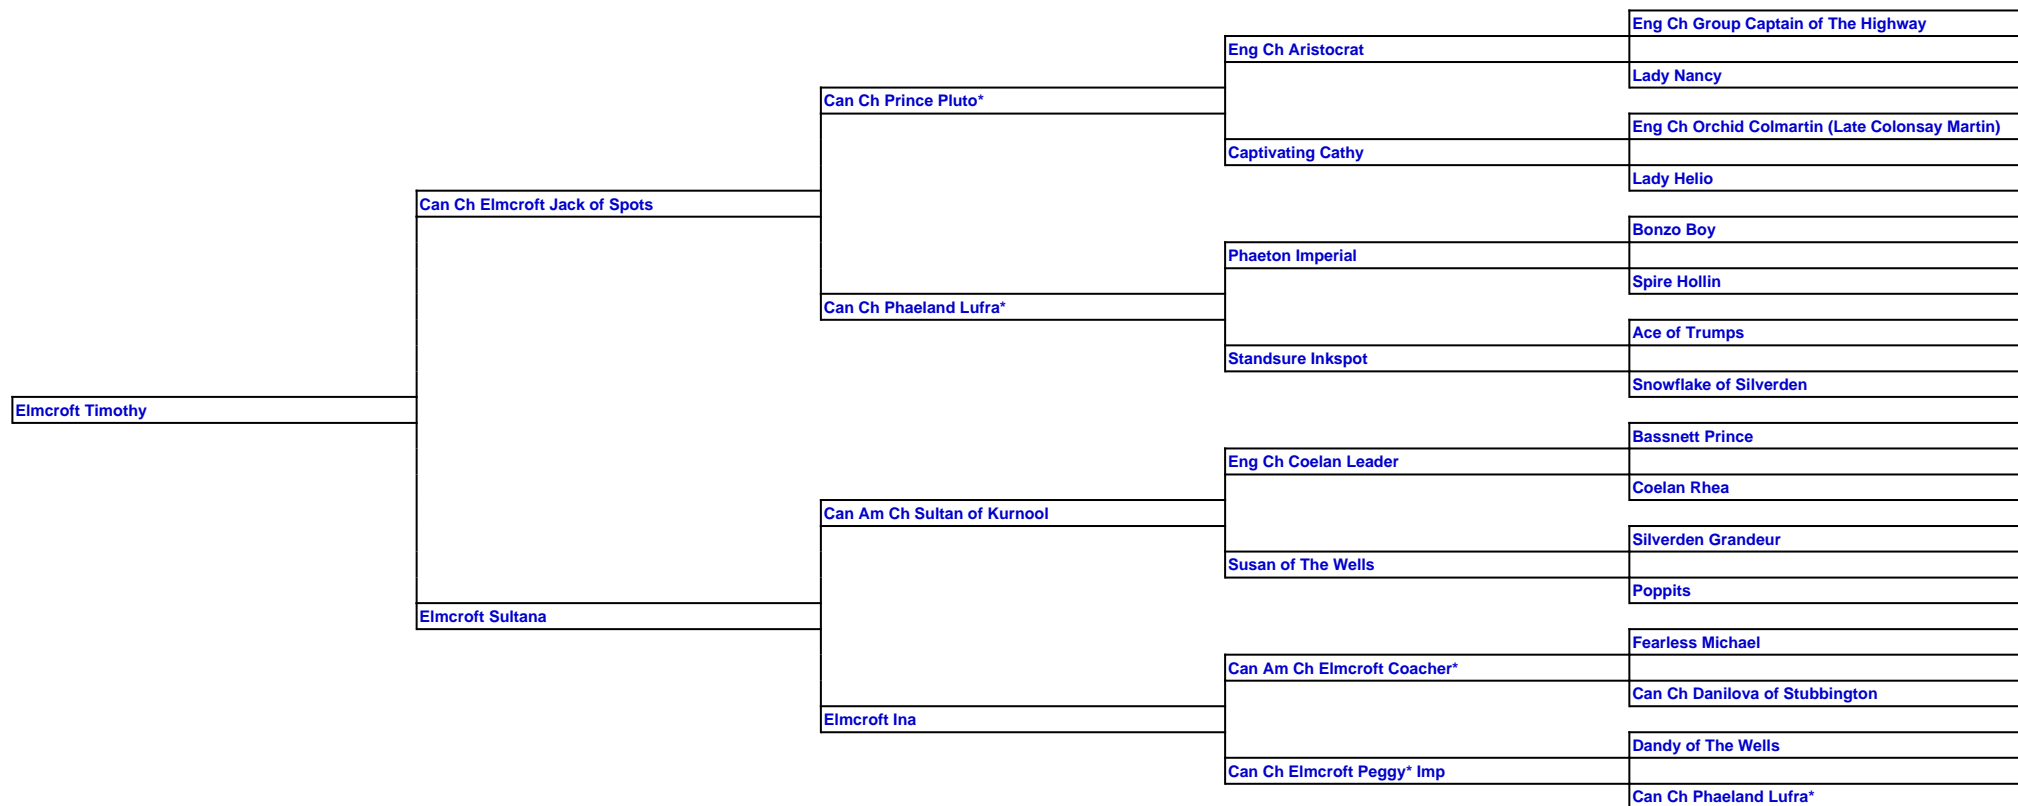 Eng Ch Group Captain of The Highway
Eng Ch Aristocrat
Lady Nancy
Can Ch Prince Pluto*
Eng Ch Orchid Colmartin (Late Colonsay Martin)
Captivating Cathy
Lady Helio
Can Ch Elmcroft Jack of Spots
Bonzo Boy
Phaeton Imperial
Spire Hollin
Can Ch Phaeland Lufra*
Ace of Trumps
Standsure Inkspot
Snowflake of Silverden
Elmcroft Timothy
Bassnett Prince
Eng Ch Coelan Leader
Coelan Rhea
Can Am Ch Sultan of Kurnool
Silverden Grandeur
Susan of The Wells
Poppits
Elmcroft Sultana
Fearless Michael
Can Am Ch Elmcroft Coacher*
Can Ch Danilova of Stubbington
Elmcroft Ina
Dandy of The Wells
Can Ch Elmcroft Peggy* Imp
Can Ch Phaeland Lufra*